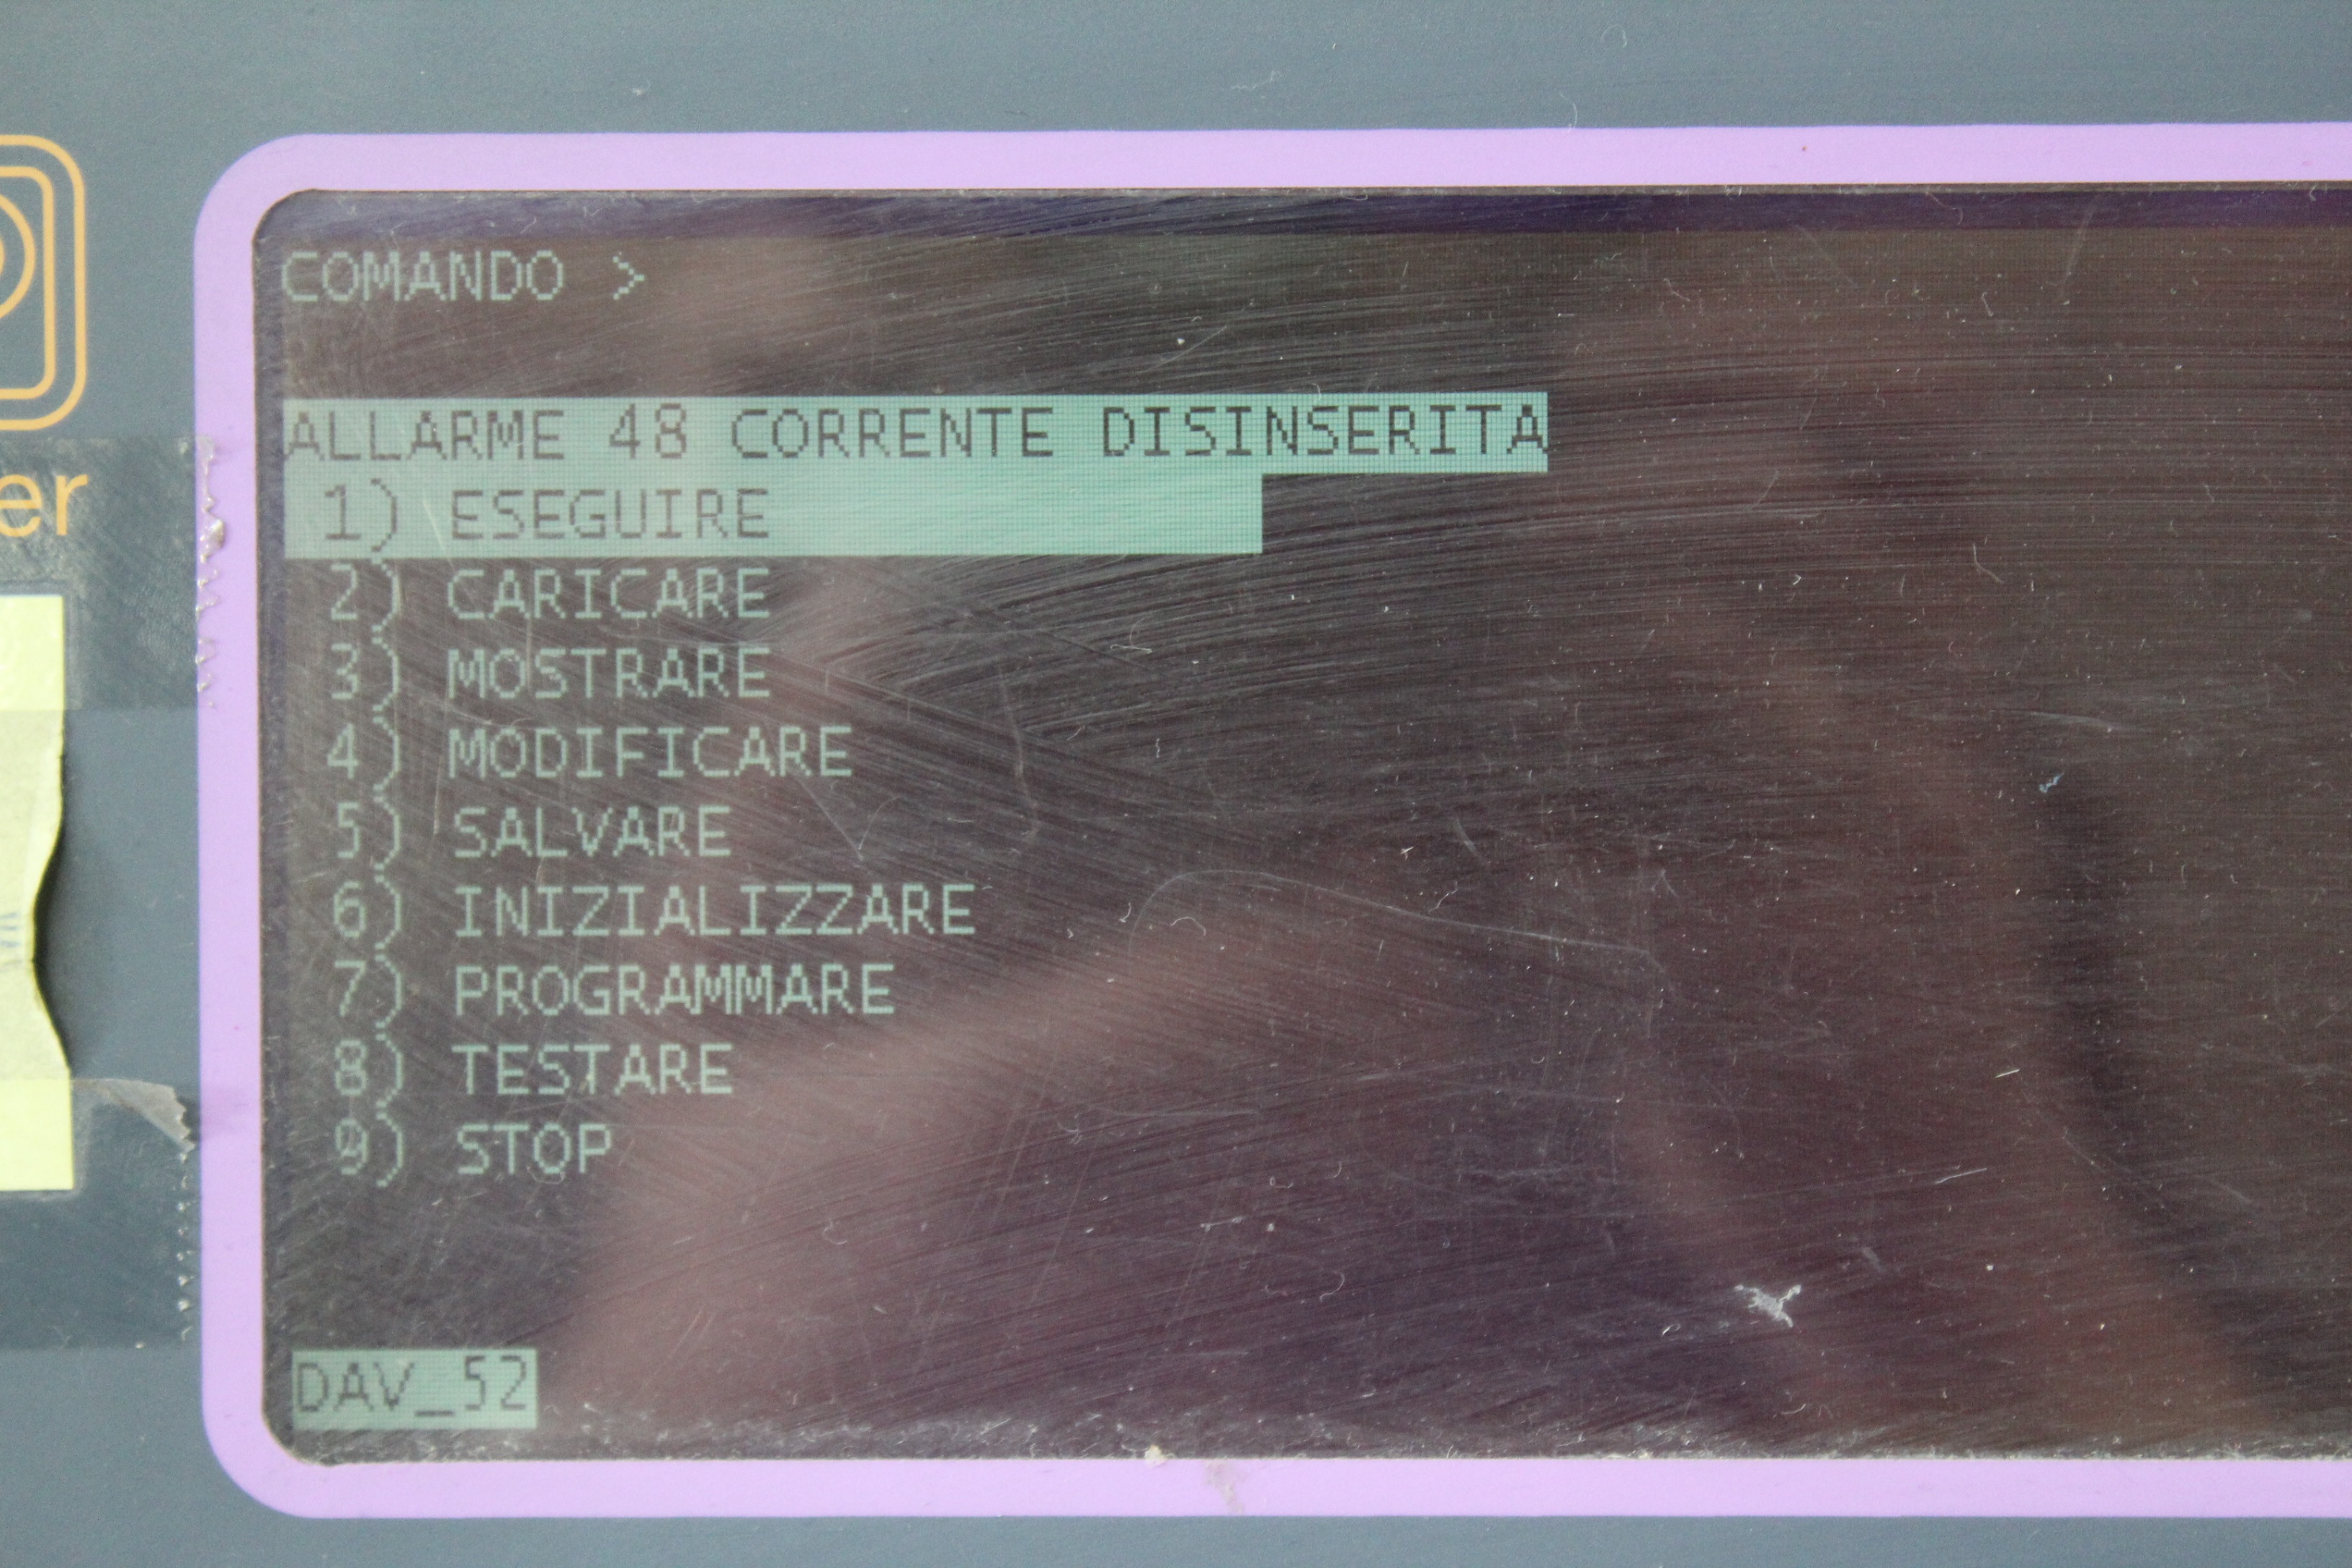 COMANDO >
ALLARME 48 CORRENTE DISINSERITA
1) ESEGUIRE
2) CARICARE
3) MOSTRARE
4) MODIFICARE
5) SALVARE
6) INIZIALIZZARE
7) PROGRAMMARE
8) TESTARE
9) STOP
DAV_52
er